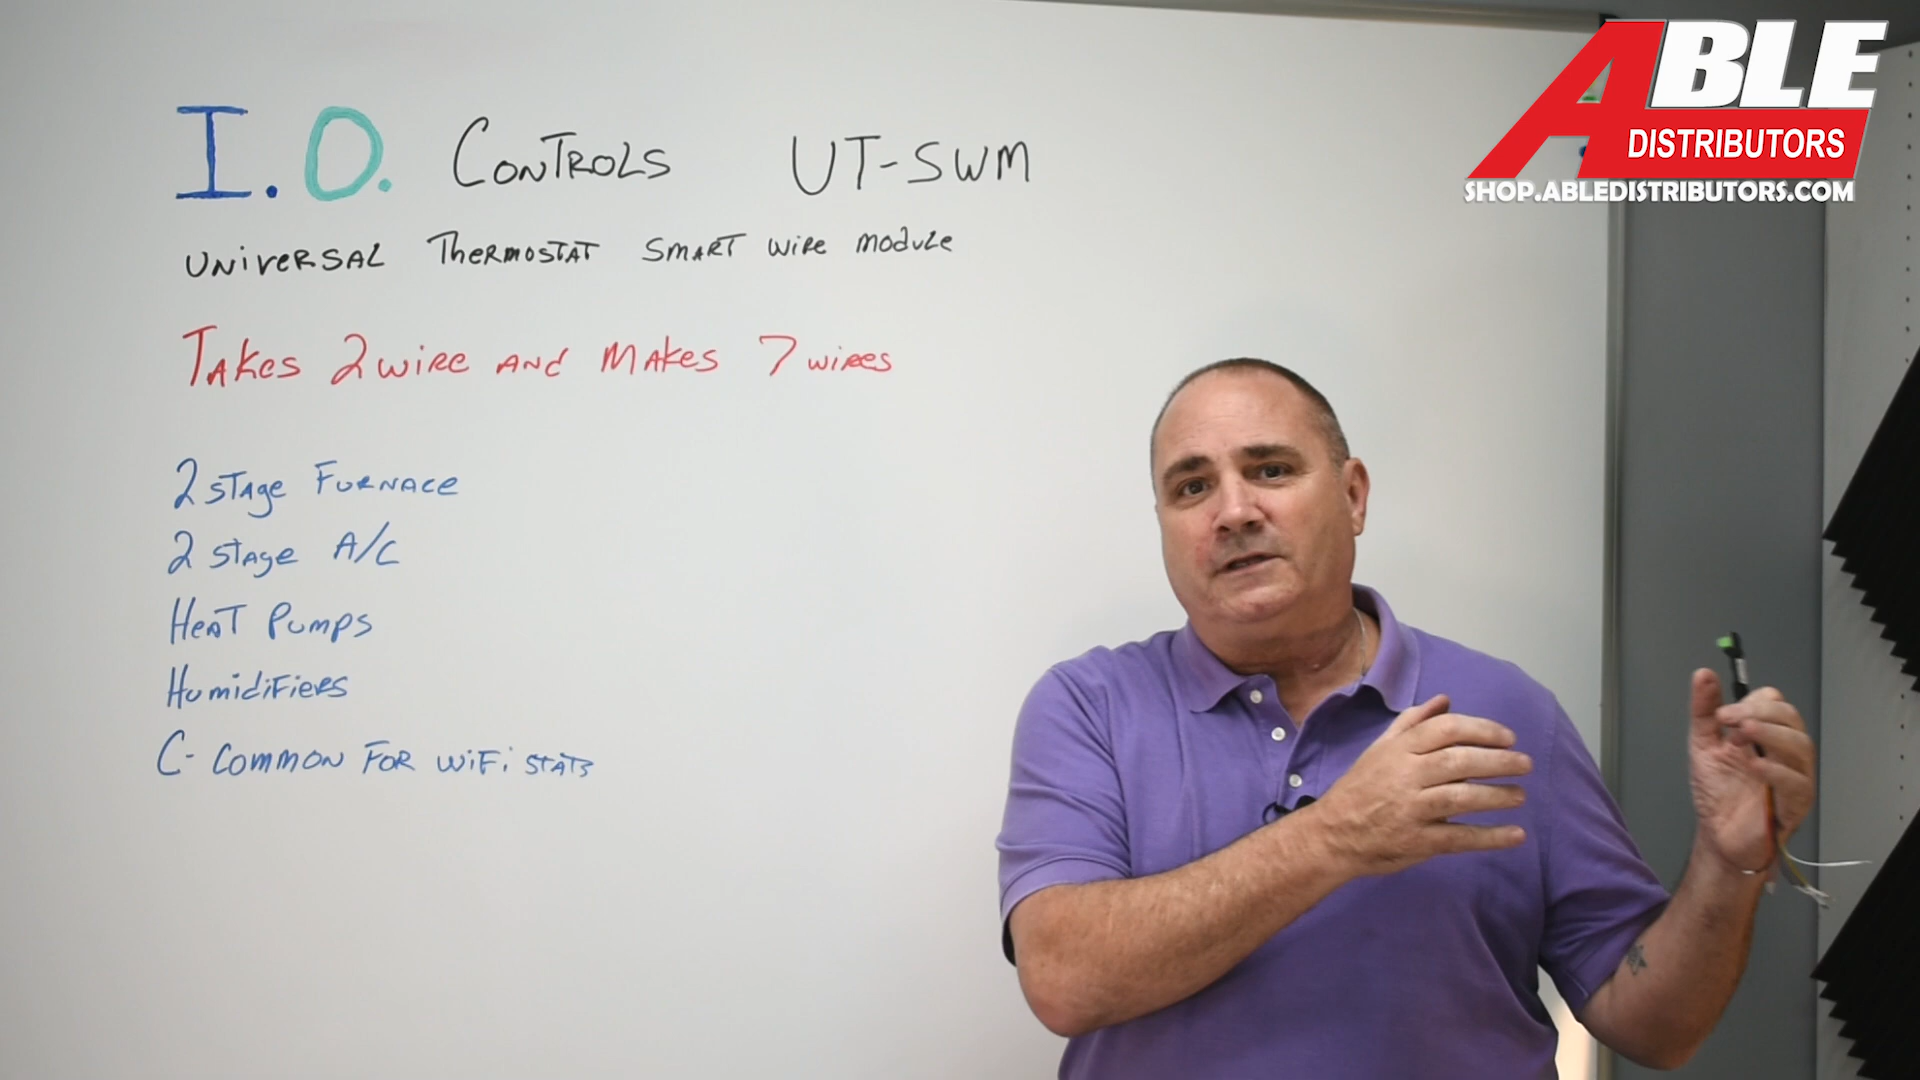 I.O. Controls UT-SWM
Universal Thermostat Smart Wire Module
Takes 2 wire and Makes 7 wires
2 stage Furnace
2 stage A/C
Heat Pumps
Humidifiers
C- Common For WiFi Stats
ABLE
DISTRIBUTORS
SHOP.ABLEDISTRIBUTORS.COM